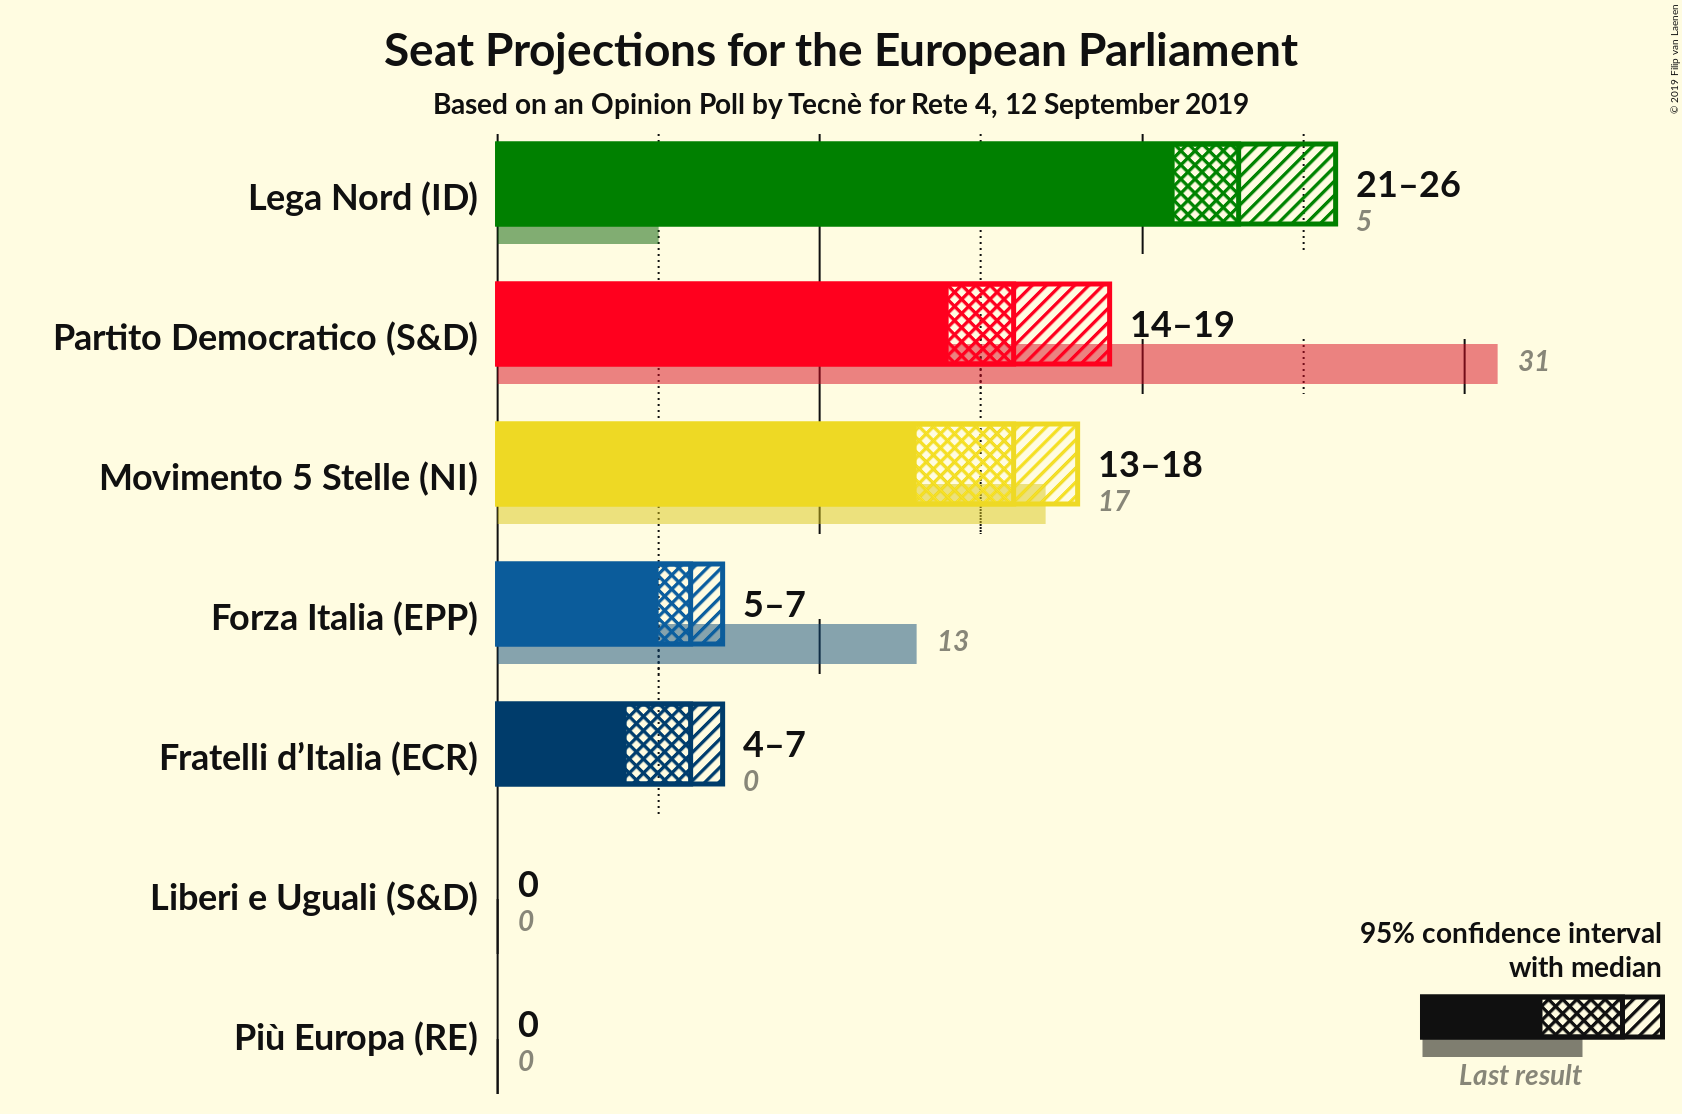 Seat Projections for the European Parliament
Based on an Opinion Poll by Tecnè for Rete 4, 12 September 2019
© 2019 Filip van Laenen
Lega Nord (ID)
21–26
5
Partito Democratico (S&D)
14–19
31
Movimento 5 Stelle (NI)
13–18
17
Forza Italia (EPP)
5–7
13
Fratelli d’Italia (ECR)
4–7
0
Liberi e Uguali (S&D)
0
0
Più Europa (RE)
0
0
95% confidence interval
with median
Last result